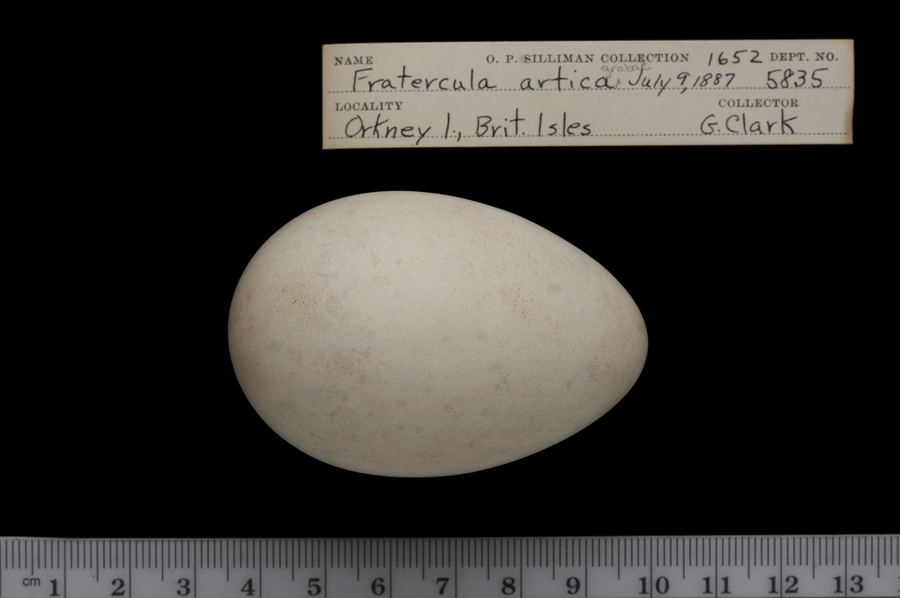 NAME O. P. SILLIMAN COLLECTION 1652 DEPT. NO.
Fratercula artica grabae July 9, 1887 5835
LOCALITY COLLECTOR
Orkney I., Brit. Isles G. Clark
cm 1 2 3 4 5 6 7 8 9 10 11 12 13